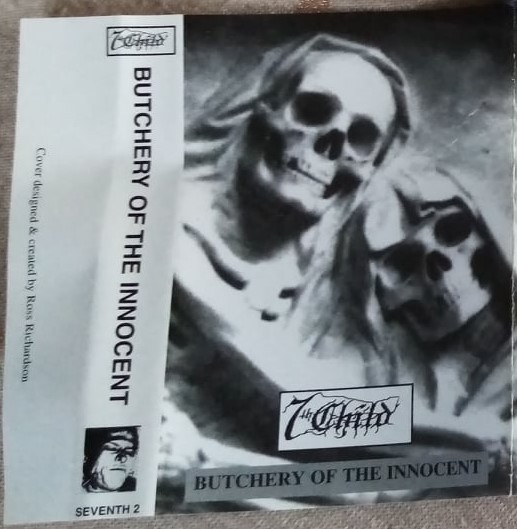 7th Child
BUTCHERY OF THE INNOCENT
SEVENTH 2
Cover designed & created by Ross Richardson
7th Child
BUTCHERY OF THE INNOCENT